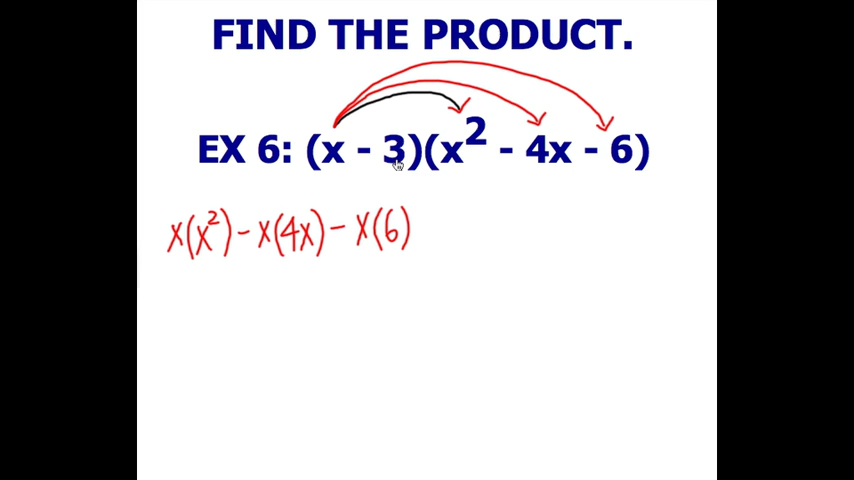 FIND THE PRODUCT.
EX 6: (x - 3)(x² - 4x - 6)
x(x²) - x(4x) - x(6)